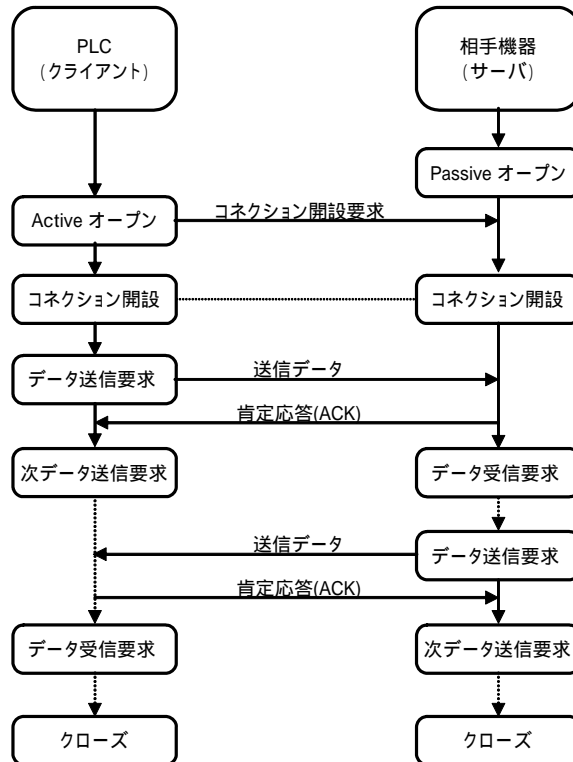 PLC
(クライアント)
相手機器
(サーバ)
Passive オープン
Active オープン
コネクション開設要求
コネクション開設
コネクション開設
データ送信要求
送信データ
肯定応答(ACK)
次データ送信要求
データ受信要求
送信データ
データ送信要求
肯定応答(ACK)
データ受信要求
次データ送信要求
クローズ
クローズ